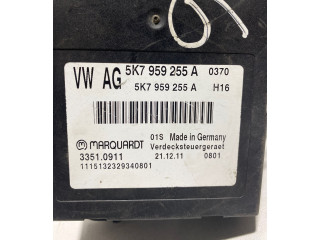 VW AG 5K7 959 255 A 0370
5K7 959 255 A H16
MARQUARDT 01S Made in Germany
Verdecksteuergeraet
3351.0911 21.12.11 0801
1115132329340801